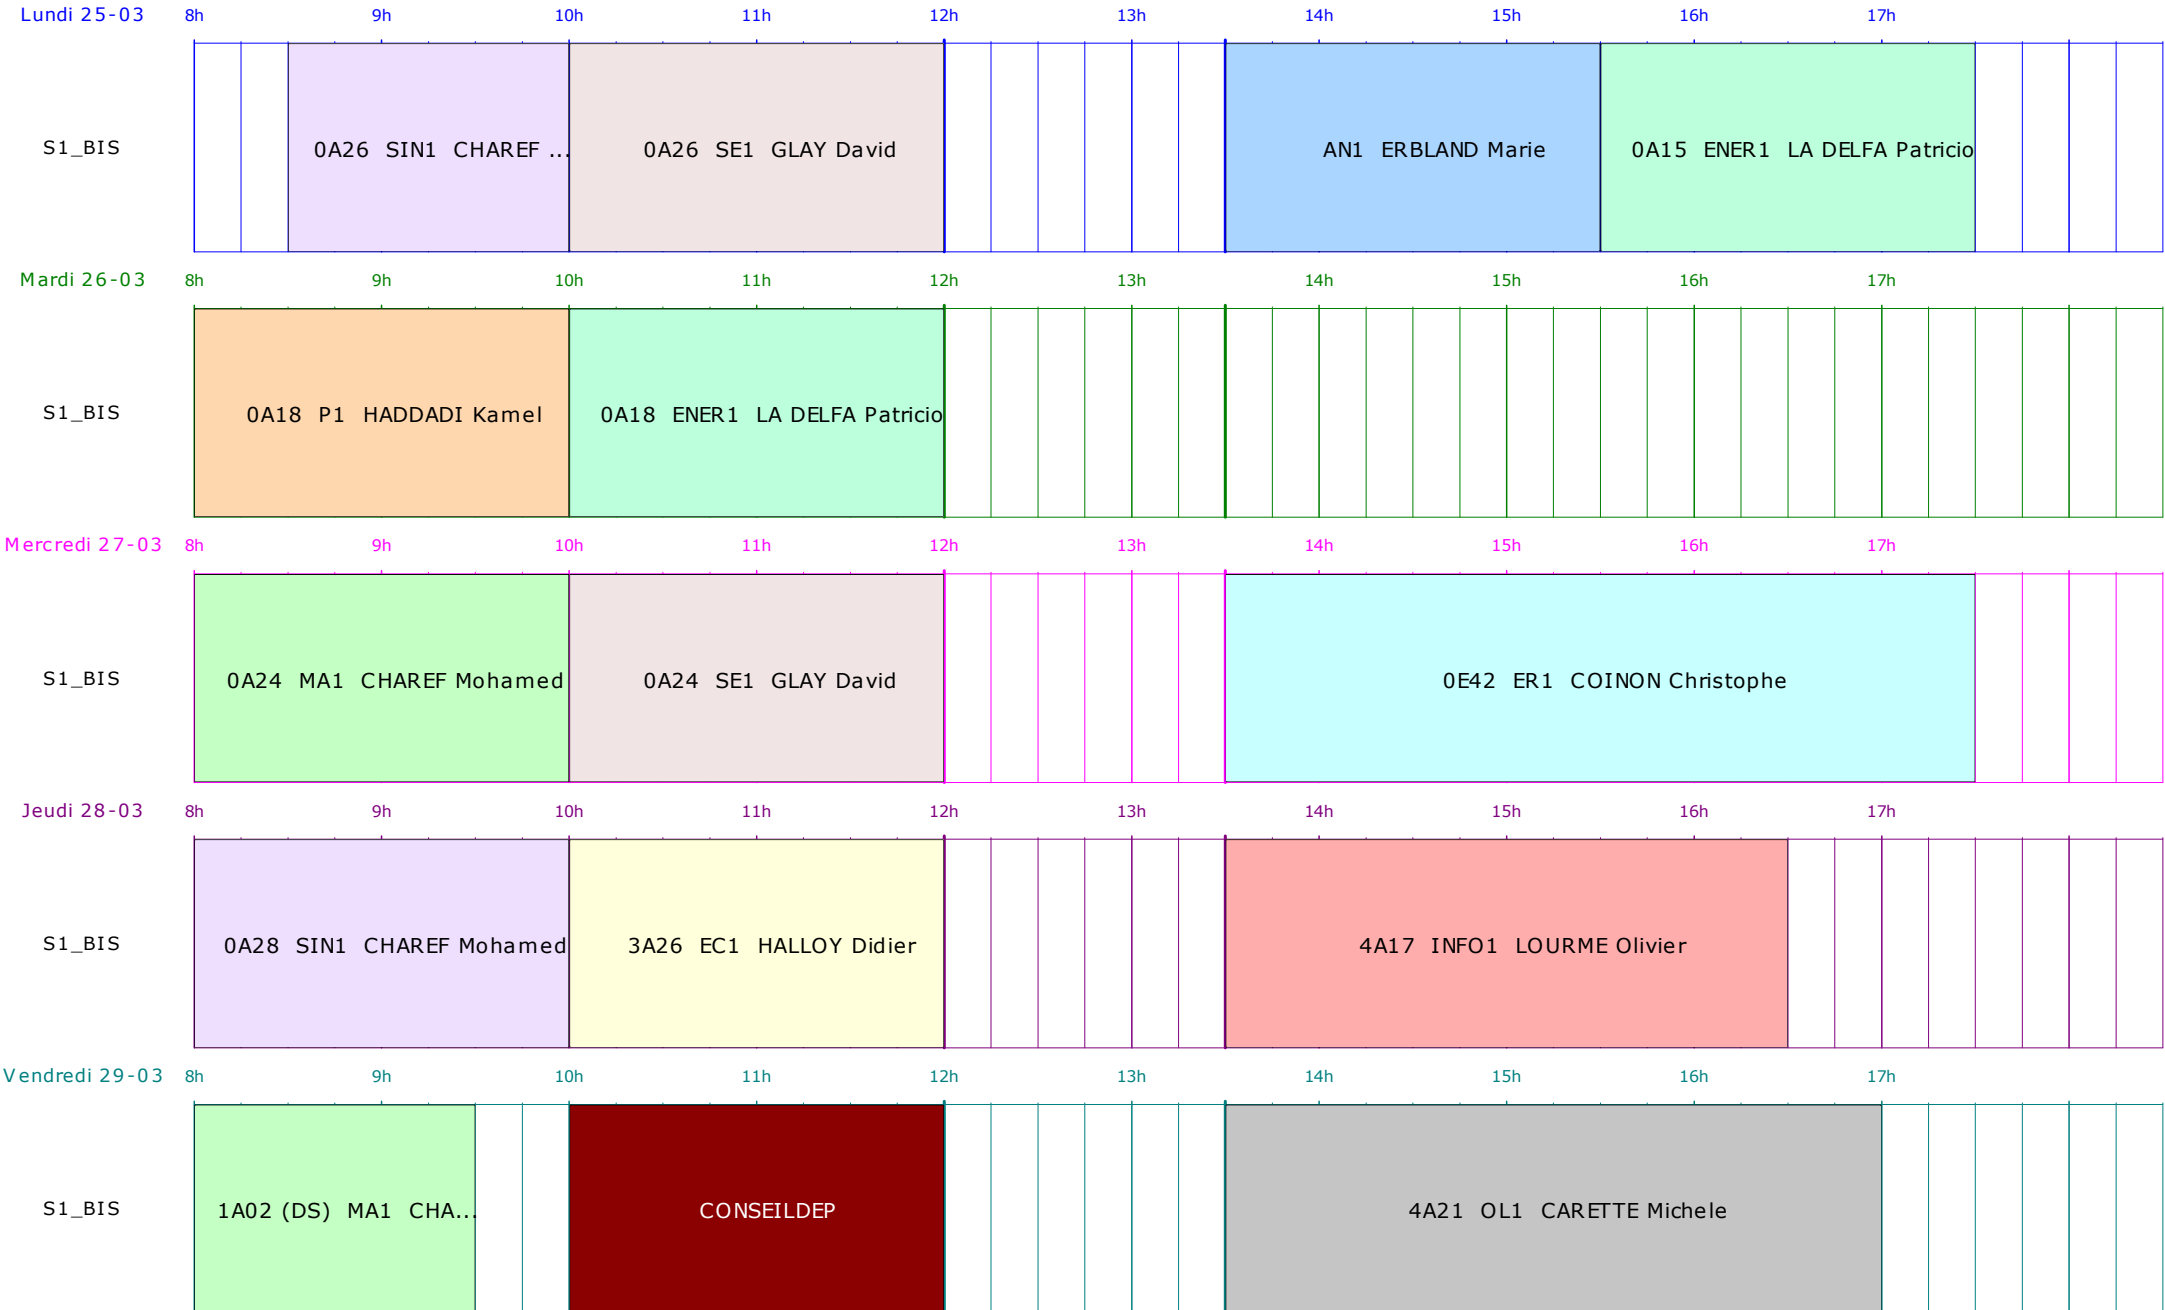 Lundi 25-03 8h 9h 10h 11h 12h 13h 14h 15h 16h 17h
S1_BIS 0A26 SIN1 CHAREF ... 0A26 SE1 GLAY David AN1 ERBLAND Marie 0A15 ENER1 LA DELFA Patricio
Mardi 26-03 8h 9h 10h 11h 12h 13h 14h 15h 16h 17h
S1_BIS 0A18 P1 HADDADI Kamel 0A18 ENER1 LA DELFA Patricio
Mercredi 27-03 8h 9h 10h 11h 12h 13h 14h 15h 16h 17h
S1_BIS 0A24 MA1 CHAREF Mohamed 0A24 SE1 GLAY David 0E42 ER1 COINON Christophe
Jeudi 28-03 8h 9h 10h 11h 12h 13h 14h 15h 16h 17h
S1_BIS 0A28 SIN1 CHAREF Mohamed 3A26 EC1 HALLOY Didier 4A17 INFO1 LOURME Olivier
Vendredi 29-03 8h 9h 10h 11h 12h 13h 14h 15h 16h 17h
S1_BIS 1A02 (DS) MA1 CHA... CONSEILDEP 4A21 OL1 CARETTE Michele